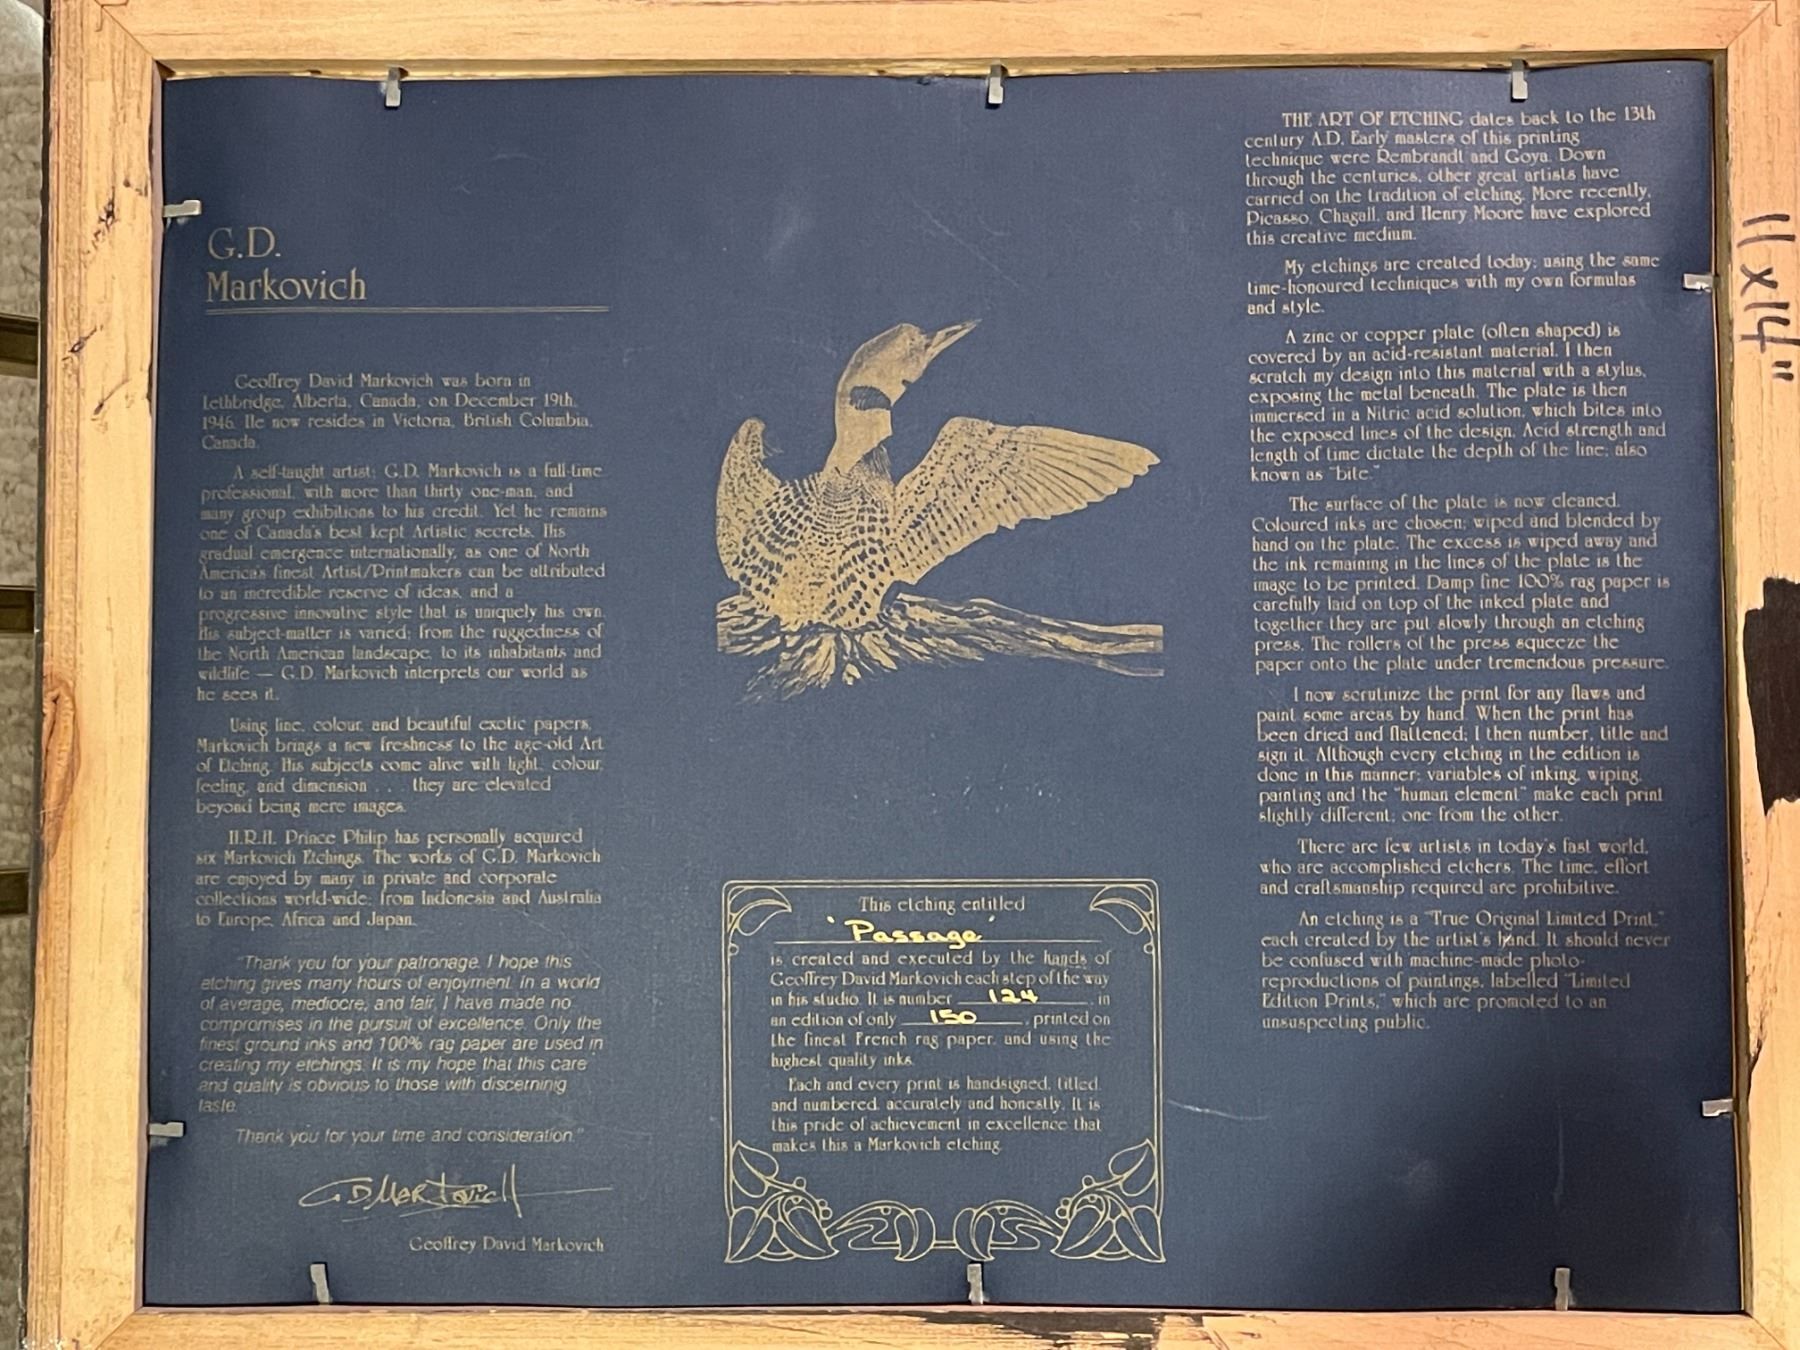 G.D.
Markovich
Geoffrey David Markovich was born in
Lethbridge, Alberta, Canada, on December 19th,
1946. He now resides in Victoria, British Columbia,
Canada.
A self-taught artist; G.D. Markovich is a full-time
professional, with more than thirty one-man, and
many group exhibitions to his credit. Yet he remains
one of Canada's best kept Artistic secrets. His
gradual emergence internationally, as one of North
America's finest Artist/Printmakers can be attributed
to an incredible reserve of ideas, and a
progressive innovative style that is uniquely his own.
His subject-matter is varied; from the ruggedness of
the North American landscape, to its inhabitants and
wildlife — G.D. Markovich interprets our world as
he sees it.
Using line, colour, and beautiful exotic papers,
Markovich brings a new freshness to the age-old Art
of Etching. His subjects come alive with light, colour,
feeling, and dimension . . . they are elevated
beyond being mere images.
H.R.H. Prince Philip has personally acquired
six Markovich Etchings. The works of G.D. Markovich
are enjoyed by many in private and corporate
collections world-wide; from Indonesia and Australia
to Europe, Africa and Japan.
"Thank you for your patronage. I hope this
etching gives many hours of enjoyment. In a world
of average, mediocre, and fair, I have made no
compromises in the pursuit of excellence. Only the
finest ground inks and 100% rag paper are used in
creating my etchings. It is my hope that this care
and quality is obvious to those with discerninig
taste.
Thank you for your time and consideration."
G D Markovich
Geoffrey David Markovich
This etching entitled
"Passage"
is created and executed by the hands of
Geoffrey David Markovich each step of the way
in his studio. It is number 124, in
an edition of only 150, printed on
the finest French rag paper, and using the
highest quality inks.
Each and every print is handsigned, titled,
and numbered, accurately and honestly. It is
this pride of achievement in excellence that
makes this a Markovich etching.
THE ART OF ETCHING dates back to the 13th
century A.D. Early masters of this printing
technique were Rembrandt and Goya. Down
through the centuries, other great artists have
carried on the tradition of etching. More recently,
Picasso, Chagall, and Henry Moore have explored
this creative medium.
My etchings are created today; using the same
time-honoured techniques with my own formulas
and style.
A zinc or copper plate (often shaped) is
covered by an acid-resistant material. I then
scratch my design into this material with a stylus,
exposing the metal beneath. The plate is then
immersed in a Nitric acid solution, which bites into
the exposed lines of the design. Acid strength and
length of time dictate the depth of the line; also
known as "bite."
The surface of the plate is now cleaned.
Coloured inks are chosen; wiped and blended by
hand on the plate. The excess is wiped away and
the ink remaining in the lines of the plate is the
image to be printed. Damp fine 100% rag paper is
carefully laid on top of the inked plate and
together they are put slowly through an etching
press. The rollers of the press squeeze the
paper onto the plate under tremendous pressure.
I now scrutinize the print for any flaws and
paint some areas by hand. When the print has
been dried and flattened; I then number, title and
sign it. Although every etching in the edition is
done in this manner; variables of inking, wiping,
painting and the "human element" make each print
slightly different; one from the other.
There are few artists in today's fast world,
who are accomplished etchers. The time, effort
and craftsmanship required are prohibitive.
An etching is a "True Original Limited Print,"
each created by the artist's hand. It should never
be confused with machine-made photo-
reproductions of paintings, labelled "Limited
Edition Prints," which are promoted to an
unsuspecting public.
11x14"